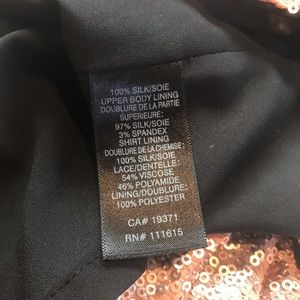 100% SILK/SOIE
UPPER BODY LINING
DOUBLURE DE LA PARTIE
SUPERIEURE:
97% SILK/SOIE
3% SPANDEX
SHIRT LINING
DOUBLURE DE LA CHEMISE:
100% SILK/SOIE
LACE/DENTELLE:
54% VISCOSE
46% POLYAMIDE
LINING/DOUBLURE:
100% POLYESTER
CA# 19371
RN# 111615